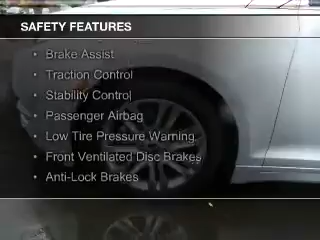 SAFETY FEATURES
• Brake Assist
• Traction Control
• Stability Control
• Passenger Airbag
• Low Tire Pressure Warning
• Front Ventilated Disc Brakes
• Anti-Lock Brakes